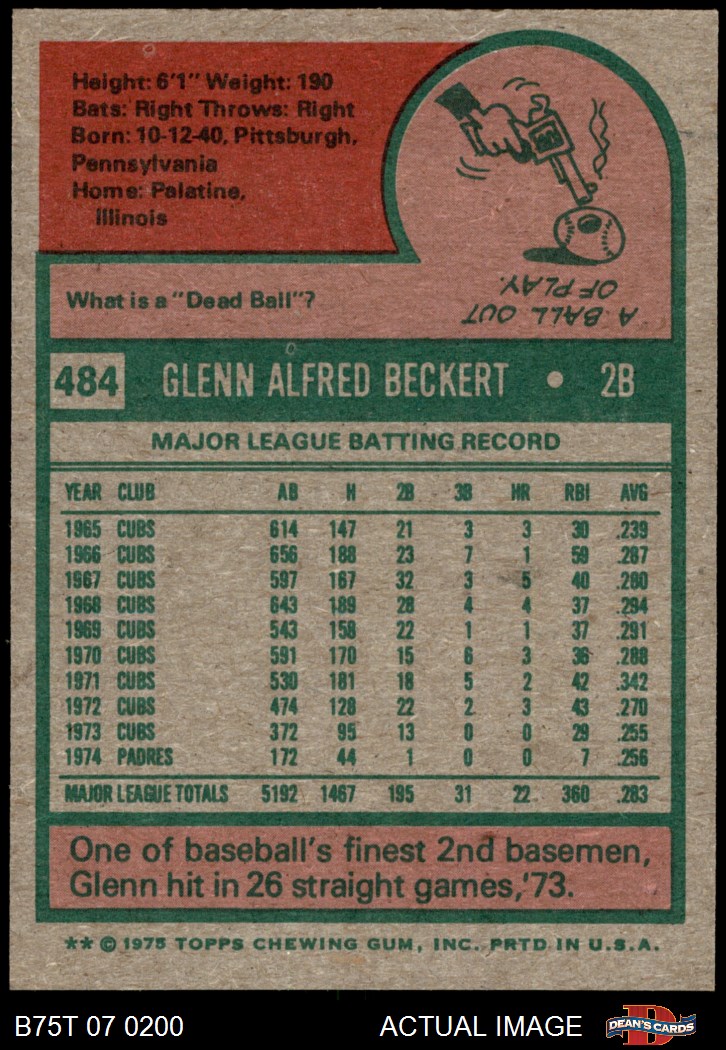 Height: 6'1" Weight: 190
Bats: Right Throws: Right
Born: 10-12-40, Pittsburgh,
Pennsylvania
Home: Palatine,
Illinois
What is a "Dead Ball"?
A BALL OUT
OF PLAY.
484 GLENN ALFRED BECKERT • 2B
MAJOR LEAGUE BATTING RECORD
YEAR CLUB AB H 2B 3B HR RBI AVG
1965 CUBS 614 147 21 3 3 30 .239
1966 CUBS 656 188 23 7 1 59 .287
1967 CUBS 597 167 32 3 5 40 .280
1968 CUBS 643 189 28 4 4 37 .294
1969 CUBS 543 158 22 1 1 37 .291
1970 CUBS 591 170 15 6 3 36 .288
1971 CUBS 530 181 18 5 2 42 .342
1972 CUBS 474 128 22 2 3 43 .270
1973 CUBS 372 95 13 0 0 29 .255
1974 PADRES 172 44 1 0 0 7 .256
MAJOR LEAGUE TOTALS 5192 1467 195 31 22 360 .283
One of baseball's finest 2nd basemen,
Glenn hit in 26 straight games,'73.
** © 1975 TOPPS CHEWING GUM, INC. PRTD. IN U.S.A.
B75T 07 0200 ACTUAL IMAGE D DEAN'S CARDS